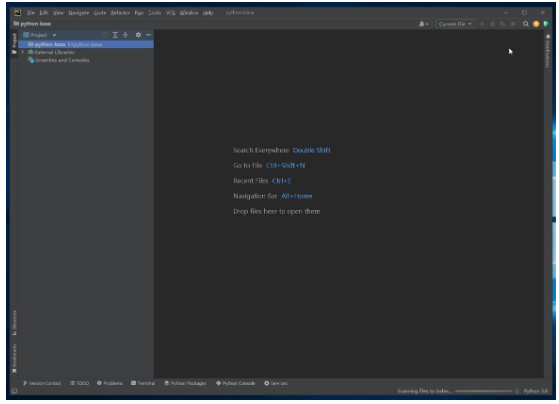 File Edit View Navigate Code Refactor Run Tools VCS Window Help python-base
python-base
Current File
Project
Project
python-base E:\python-base
External Libraries
Scratches and Consoles
Notifications
Search Everywhere Double Shift
Go to File Ctrl+Shift+N
Recent Files Ctrl+E
Navigation Bar Alt+Home
Drop files here to open them
Structure
Bookmarks
Version Control TODO Problems Terminal Python Packages Python Console Services
Scanning files to index...